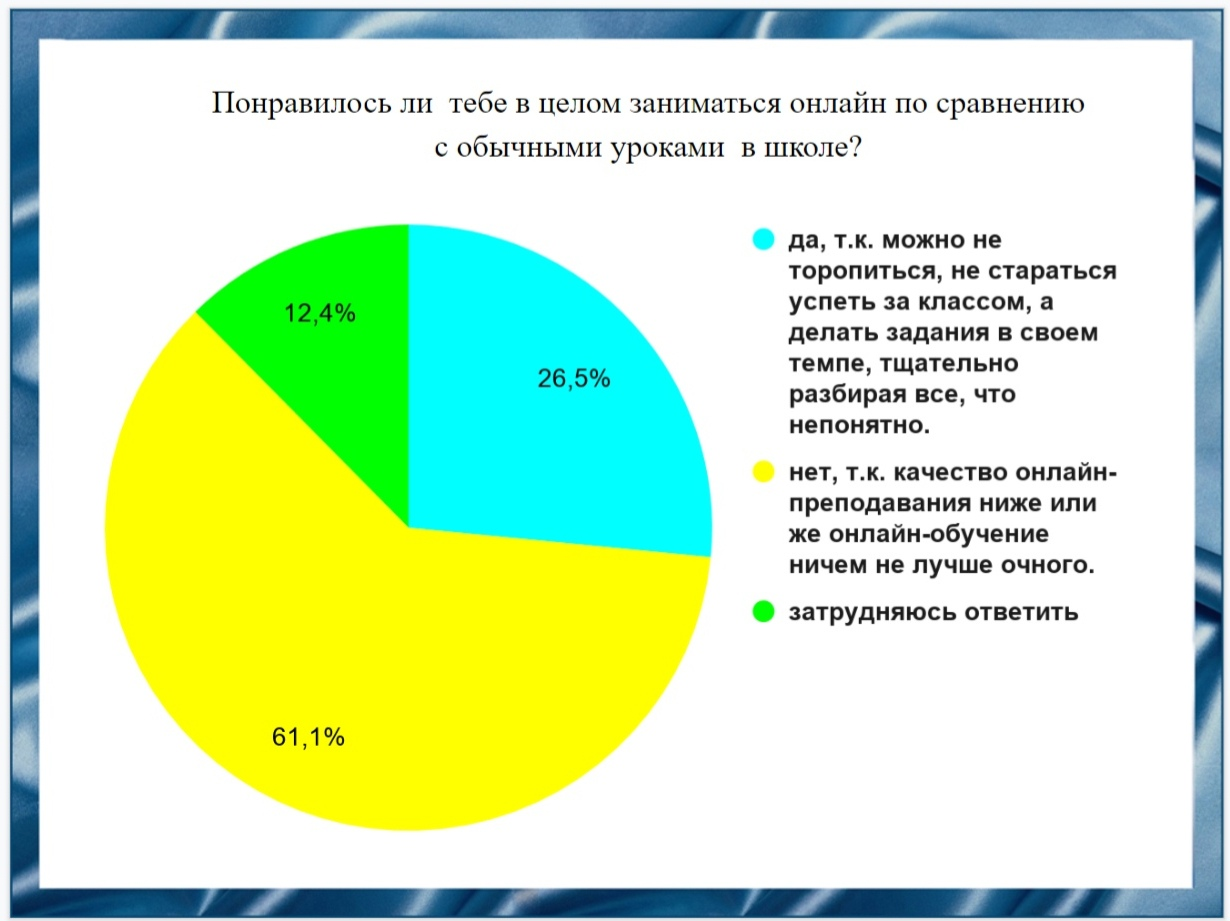 Понравилось ли  тебе в целом заниматься онлайн по сравнению
с обычными уроками  в школе?
12,4%
26,5%
61,1%
да, т.к. можно не
торопиться, не стараться
успеть за классом, а
делать задания в своем
темпе, тщательно
разбирая все, что
непонятно.
нет, т.к. качество онлайн-
преподавания ниже или
же онлайн-обучение
ничем не лучше очного.
затрудняюсь ответить